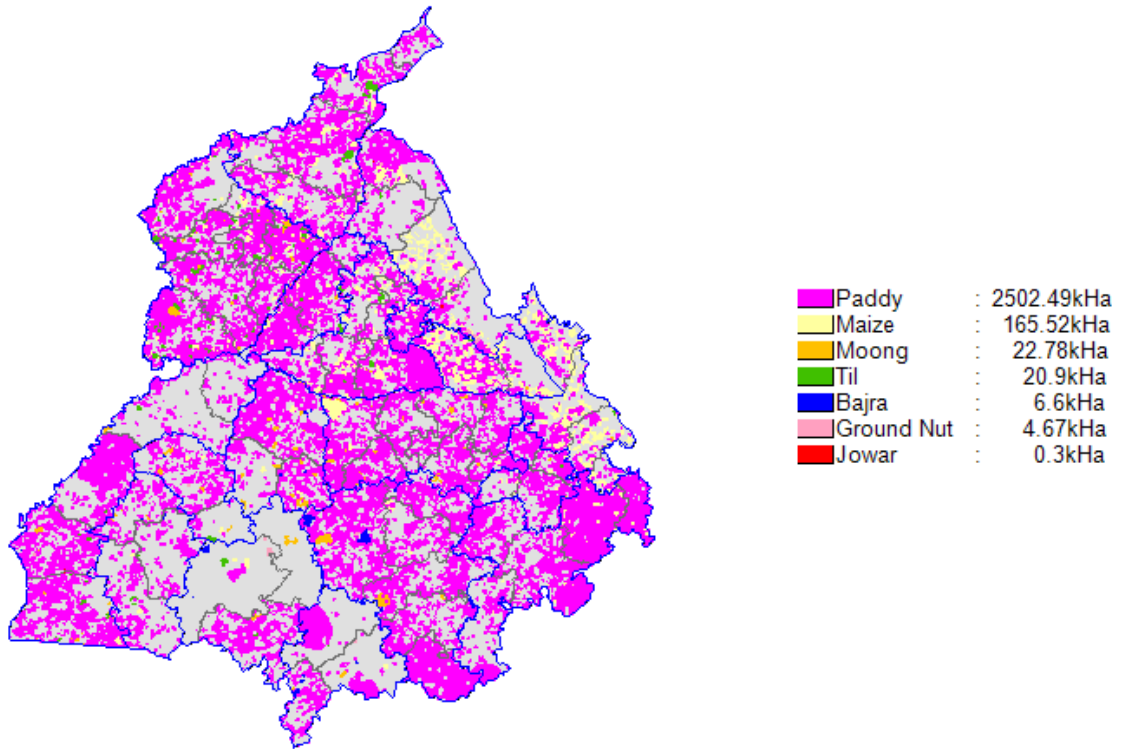 Paddy : 2502.49kHa
Maize : 165.52kHa
Moong : 22.78kHa
Til : 20.9kHa
Bajra : 6.6kHa
Ground Nut : 4.67kHa
Jowar : 0.3kHa